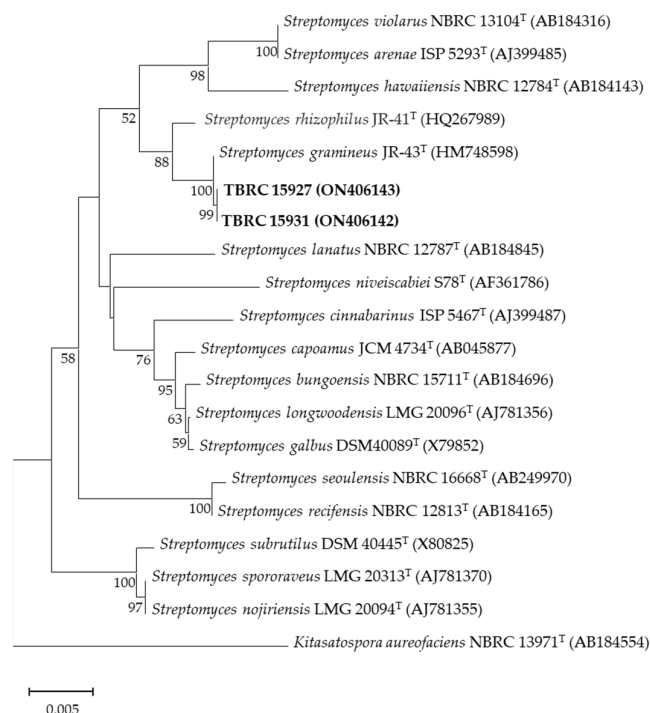 Streptomyces violarus NBRC 13104T (AB184316)
100
Streptomyces arenae ISP 5293T (AJ399485)
98
Streptomyces hawaiiensis NBRC 12784T (AB184143)
52
Streptomyces rhizophilus JR-41T (HQ267989)
88
Streptomyces gramineus JR-43T (HM748598)
100
TBRC 15927 (ON406143)
99
TBRC 15931 (ON406142)
Streptomyces lanatus NBRC 12787T (AB184845)
Streptomyces niveiscabiei S78T (AF361786)
Streptomyces cinnabarinus ISP 5467T (AJ399487)
58
76
Streptomyces capoamus JCM 4734T (AB045877)
95
Streptomyces bungoensis NBRC 15711T (AB184696)
63
Streptomyces longwoodensis LMG 20096T (AJ781356)
59
Streptomyces galbus DSM40089T (X79852)
Streptomyces seoulensis NBRC 16668T (AB249970)
100
Streptomyces recifensis NBRC 12813T (AB184165)
Streptomyces subrutilus DSM 40445T (X80825)
100
Streptomyces spororaveus LMG 20313T (AJ781370)
97
Streptomyces nojiriensis LMG 20094T (AJ781355)
Kitasatospora aureofaciens NBRC 13971T (AB184554)
0.005